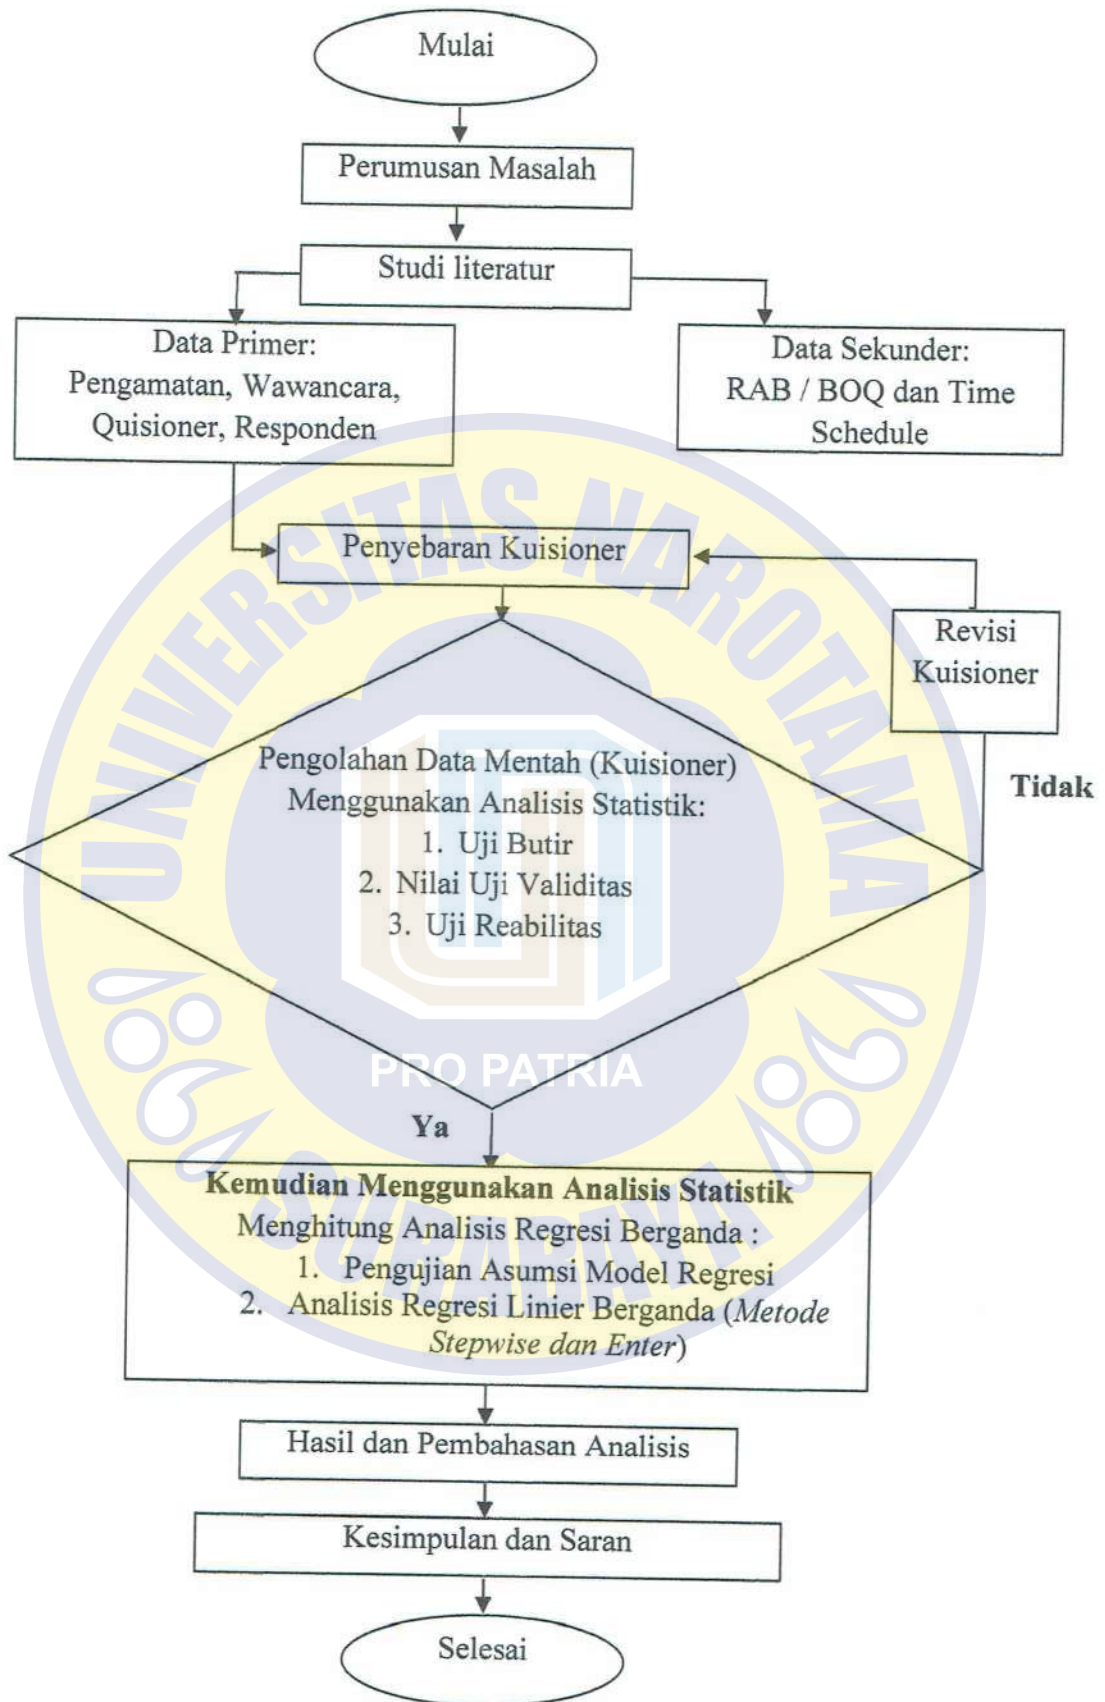 Mulai
Perumusan Masalah
Studi literatur
Data Primer:
Pengamatan, Wawancara,
Quisioner, Responden
Data Sekunder:
RAB / BOQ dan Time
Schedule
Penyebaran Kuisioner
Revisi
Kuisioner
Tidak
Pengolahan Data Mentah (Kuisioner)
Menggunakan Analisis Statistik:
1. Uji Butir
2. Nilai Uji Validitas
3. Uji Reabilitas
Ya
Kemudian Menggunakan Analisis Statistik
Menghitung Analisis Regresi Berganda :
1. Pengujian Asumsi Model Regresi
2. Analisis Regresi Linier Berganda (Metode
Stepwise dan Enter)
Hasil dan Pembahasan Analisis
Kesimpulan dan Saran
Selesai
UNIVERSITAS NAROTAMA
PRO PATRIA
SURABAYA